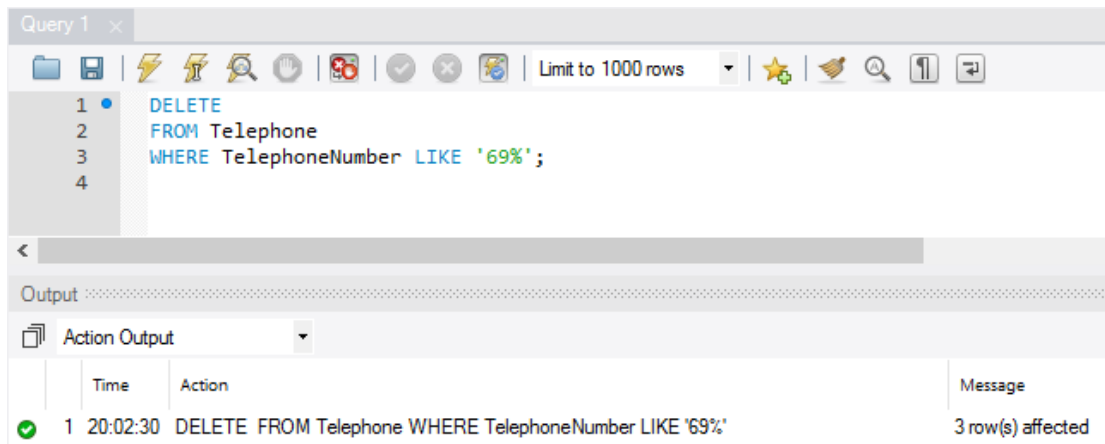 Query 1
Limit to 1000 rows
1 DELETE
2 FROM Telephone
3 WHERE TelephoneNumber LIKE '69%';
4
Output
Action Output
Time Action Message
1 20:02:30 DELETE FROM Telephone WHERE TelephoneNumber LIKE '69%' 3 row(s) affected